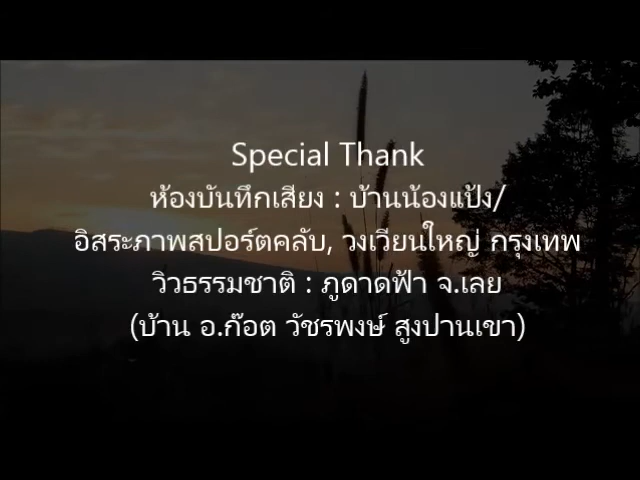 Special Thank
ห้องบันทึกเสียง : บ้านน้องแป้ง/
อิสระภาพสปอร์ตคลับ, วงเวียนใหญ่ กรุงเทพ
วิวธรรมชาติ : ภูดาดฟ้า จ.เลย
(บ้าน อ.ก๊อต วัชรพงษ์ สูงปานเขา)